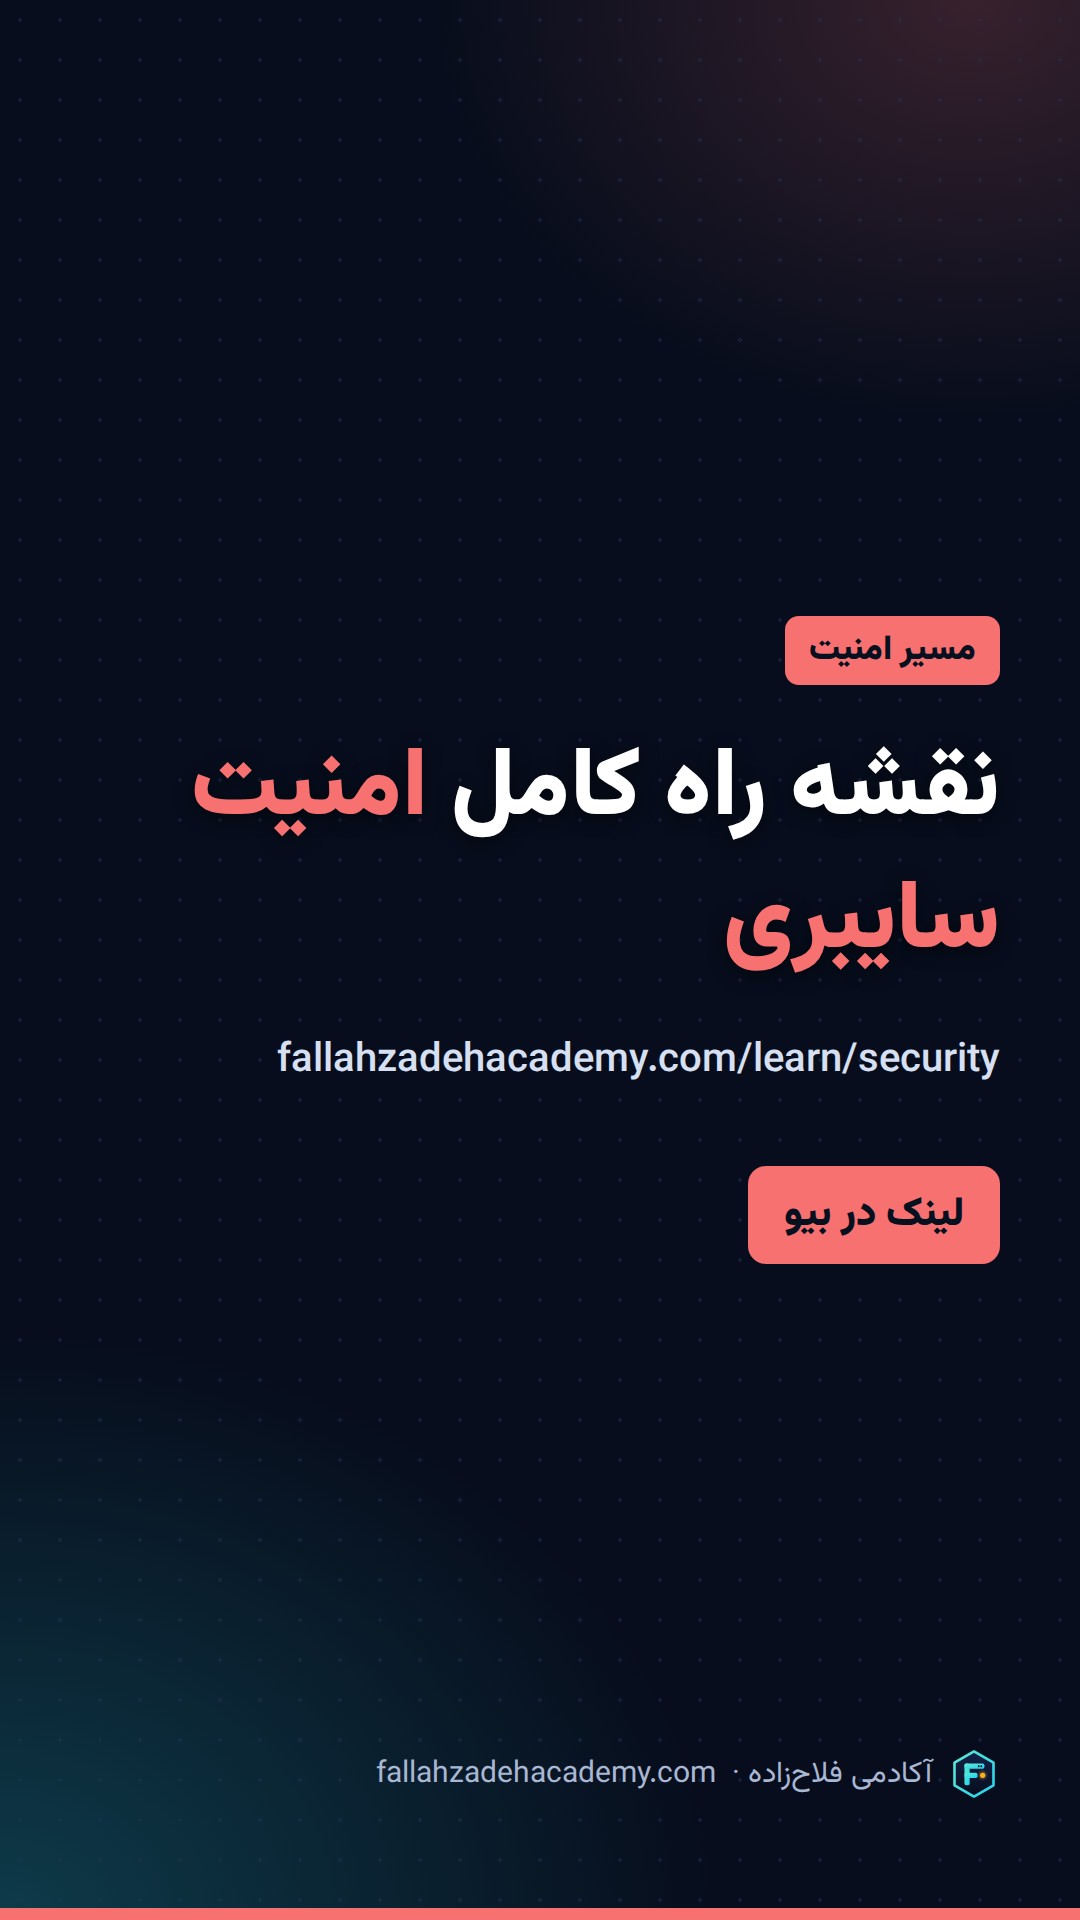 مسیر امنیت
نقشه راه کامل امنیت
سایبری
fallahzadehacademy.com/learn/security
لینک در بیو
آکادمی فلاح‌زاده · fallahzadehacademy.com